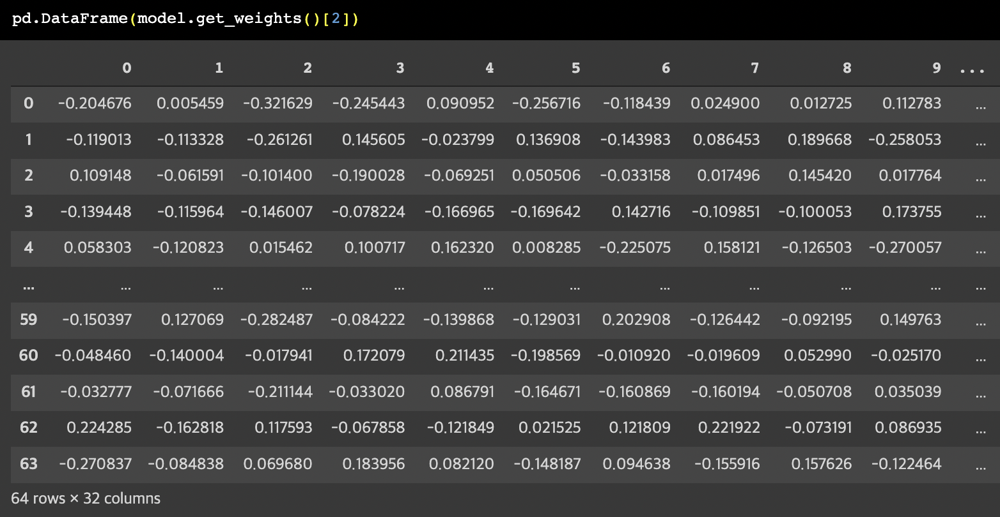 pd.DataFrame(model.get_weights()[2])
0 1 2 3 4 5 6 7 8 9 ...
0 -0.204676 0.005459 -0.321629 -0.245443 0.090952 -0.256716 -0.118439 0.024900 0.012725 0.112783 ...
1 -0.119013 -0.113328 -0.261261 0.145605 -0.023799 0.136908 -0.143983 0.086453 0.189668 -0.258053 ...
2 0.109148 -0.061591 -0.101400 -0.190028 -0.069251 0.050506 -0.033158 0.017496 0.145420 0.017764 ...
3 -0.139448 -0.115964 -0.146007 -0.078224 -0.166965 -0.169642 0.142716 -0.109851 -0.100053 0.173755 ...
4 0.058303 -0.120823 0.015462 0.100717 0.162320 0.008285 -0.225075 0.158121 -0.126503 -0.270057 ...
... ... ... ... ... ... ... ... ... ... ... ...
59 -0.150397 0.127069 -0.282487 -0.084222 -0.139868 -0.129031 0.202908 -0.126442 -0.092195 0.149763 ...
60 -0.048460 -0.140004 -0.017941 0.172079 0.211435 -0.198569 -0.010920 -0.019609 0.052990 -0.025170 ...
61 -0.032777 -0.071666 -0.211144 -0.033020 0.086791 -0.164671 -0.160869 -0.160194 -0.050708 0.035039 ...
62 0.224285 -0.162818 0.117593 -0.067858 -0.121849 0.021525 0.121809 0.221922 -0.073191 0.086935 ...
63 -0.270837 -0.084838 0.069680 0.183956 0.082120 -0.148187 0.094638 -0.155916 0.157626 -0.122464 ...
64 rows × 32 columns